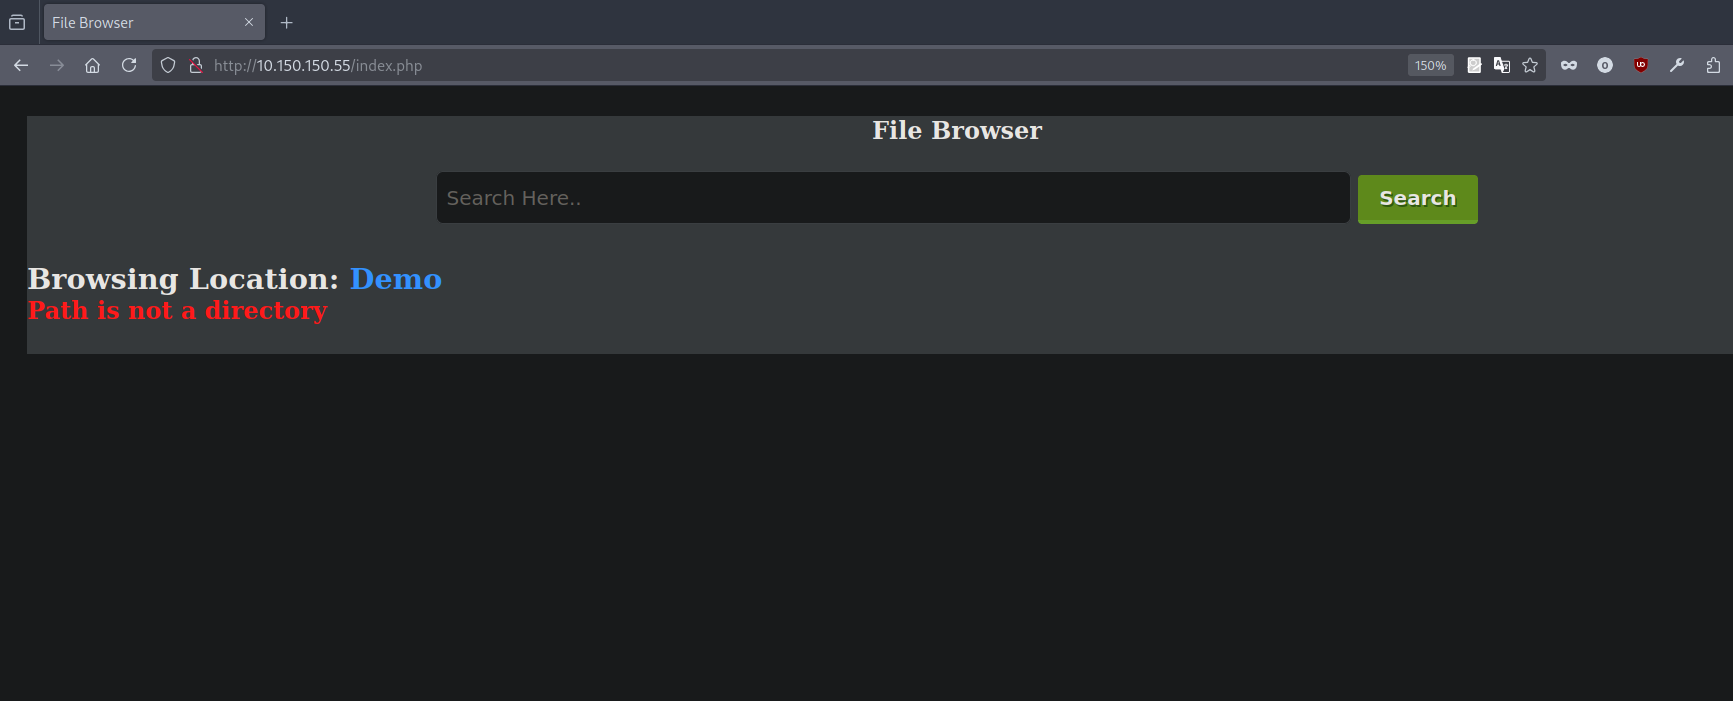 File Browser
http://10.150.150.55/index.php
150%
File Browser
Search Here..
Search
Browsing Location: Demo
Path is not a directory